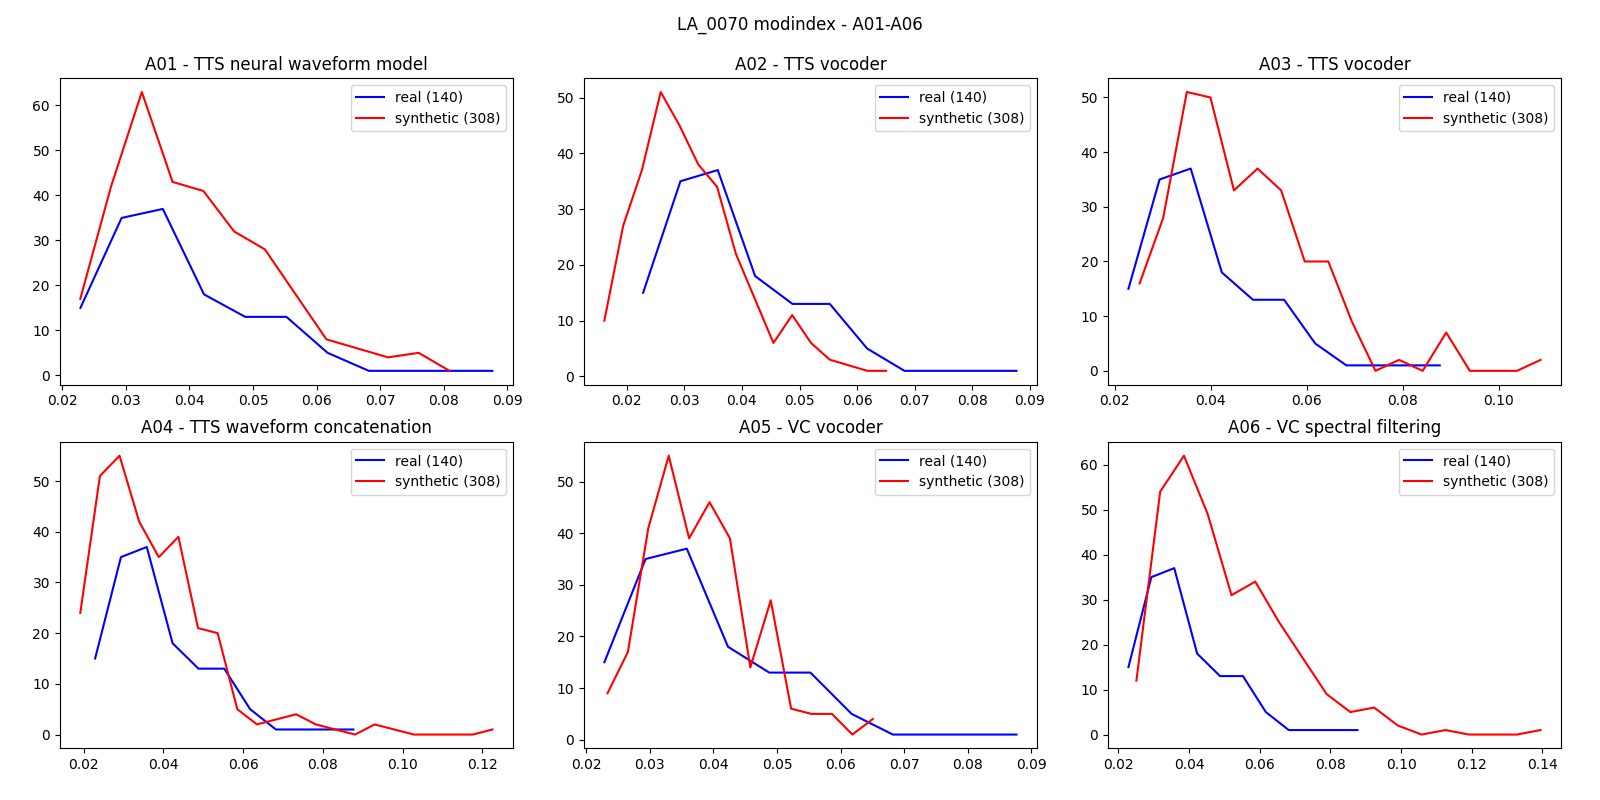 LA_0070 modindex - A01-A06
A01 - TTS neural waveform model
real (140)
synthetic (308)
60
50
40
30
20
10
0
0.02 0.03 0.04 0.05 0.06 0.07 0.08 0.09
A02 - TTS vocoder
real (140)
synthetic (308)
50
40
30
20
10
0
0.02 0.03 0.04 0.05 0.06 0.07 0.08 0.09
A03 - TTS vocoder
real (140)
synthetic (308)
50
40
30
20
10
0
0.02 0.04 0.06 0.08 0.10
A04 - TTS waveform concatenation
real (140)
synthetic (308)
50
40
30
20
10
0
0.02 0.04 0.06 0.08 0.10 0.12
A05 - VC vocoder
real (140)
synthetic (308)
50
40
30
20
10
0
0.02 0.03 0.04 0.05 0.06 0.07 0.08 0.09
A06 - VC spectral filtering
real (140)
synthetic (308)
60
50
40
30
20
10
0
0.02 0.04 0.06 0.08 0.10 0.12 0.14